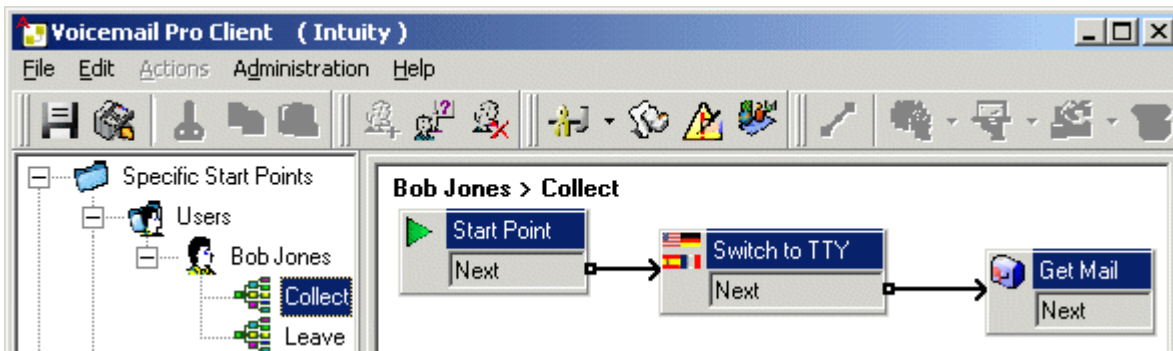 Voicemail Pro Client ( Intuity )
File Edit Actions Administration Help
Specific Start Points
Users
Bob Jones
Collect
Leave
Bob Jones > Collect
Start Point
Next
Switch to TTY
Next
Get Mail
Next